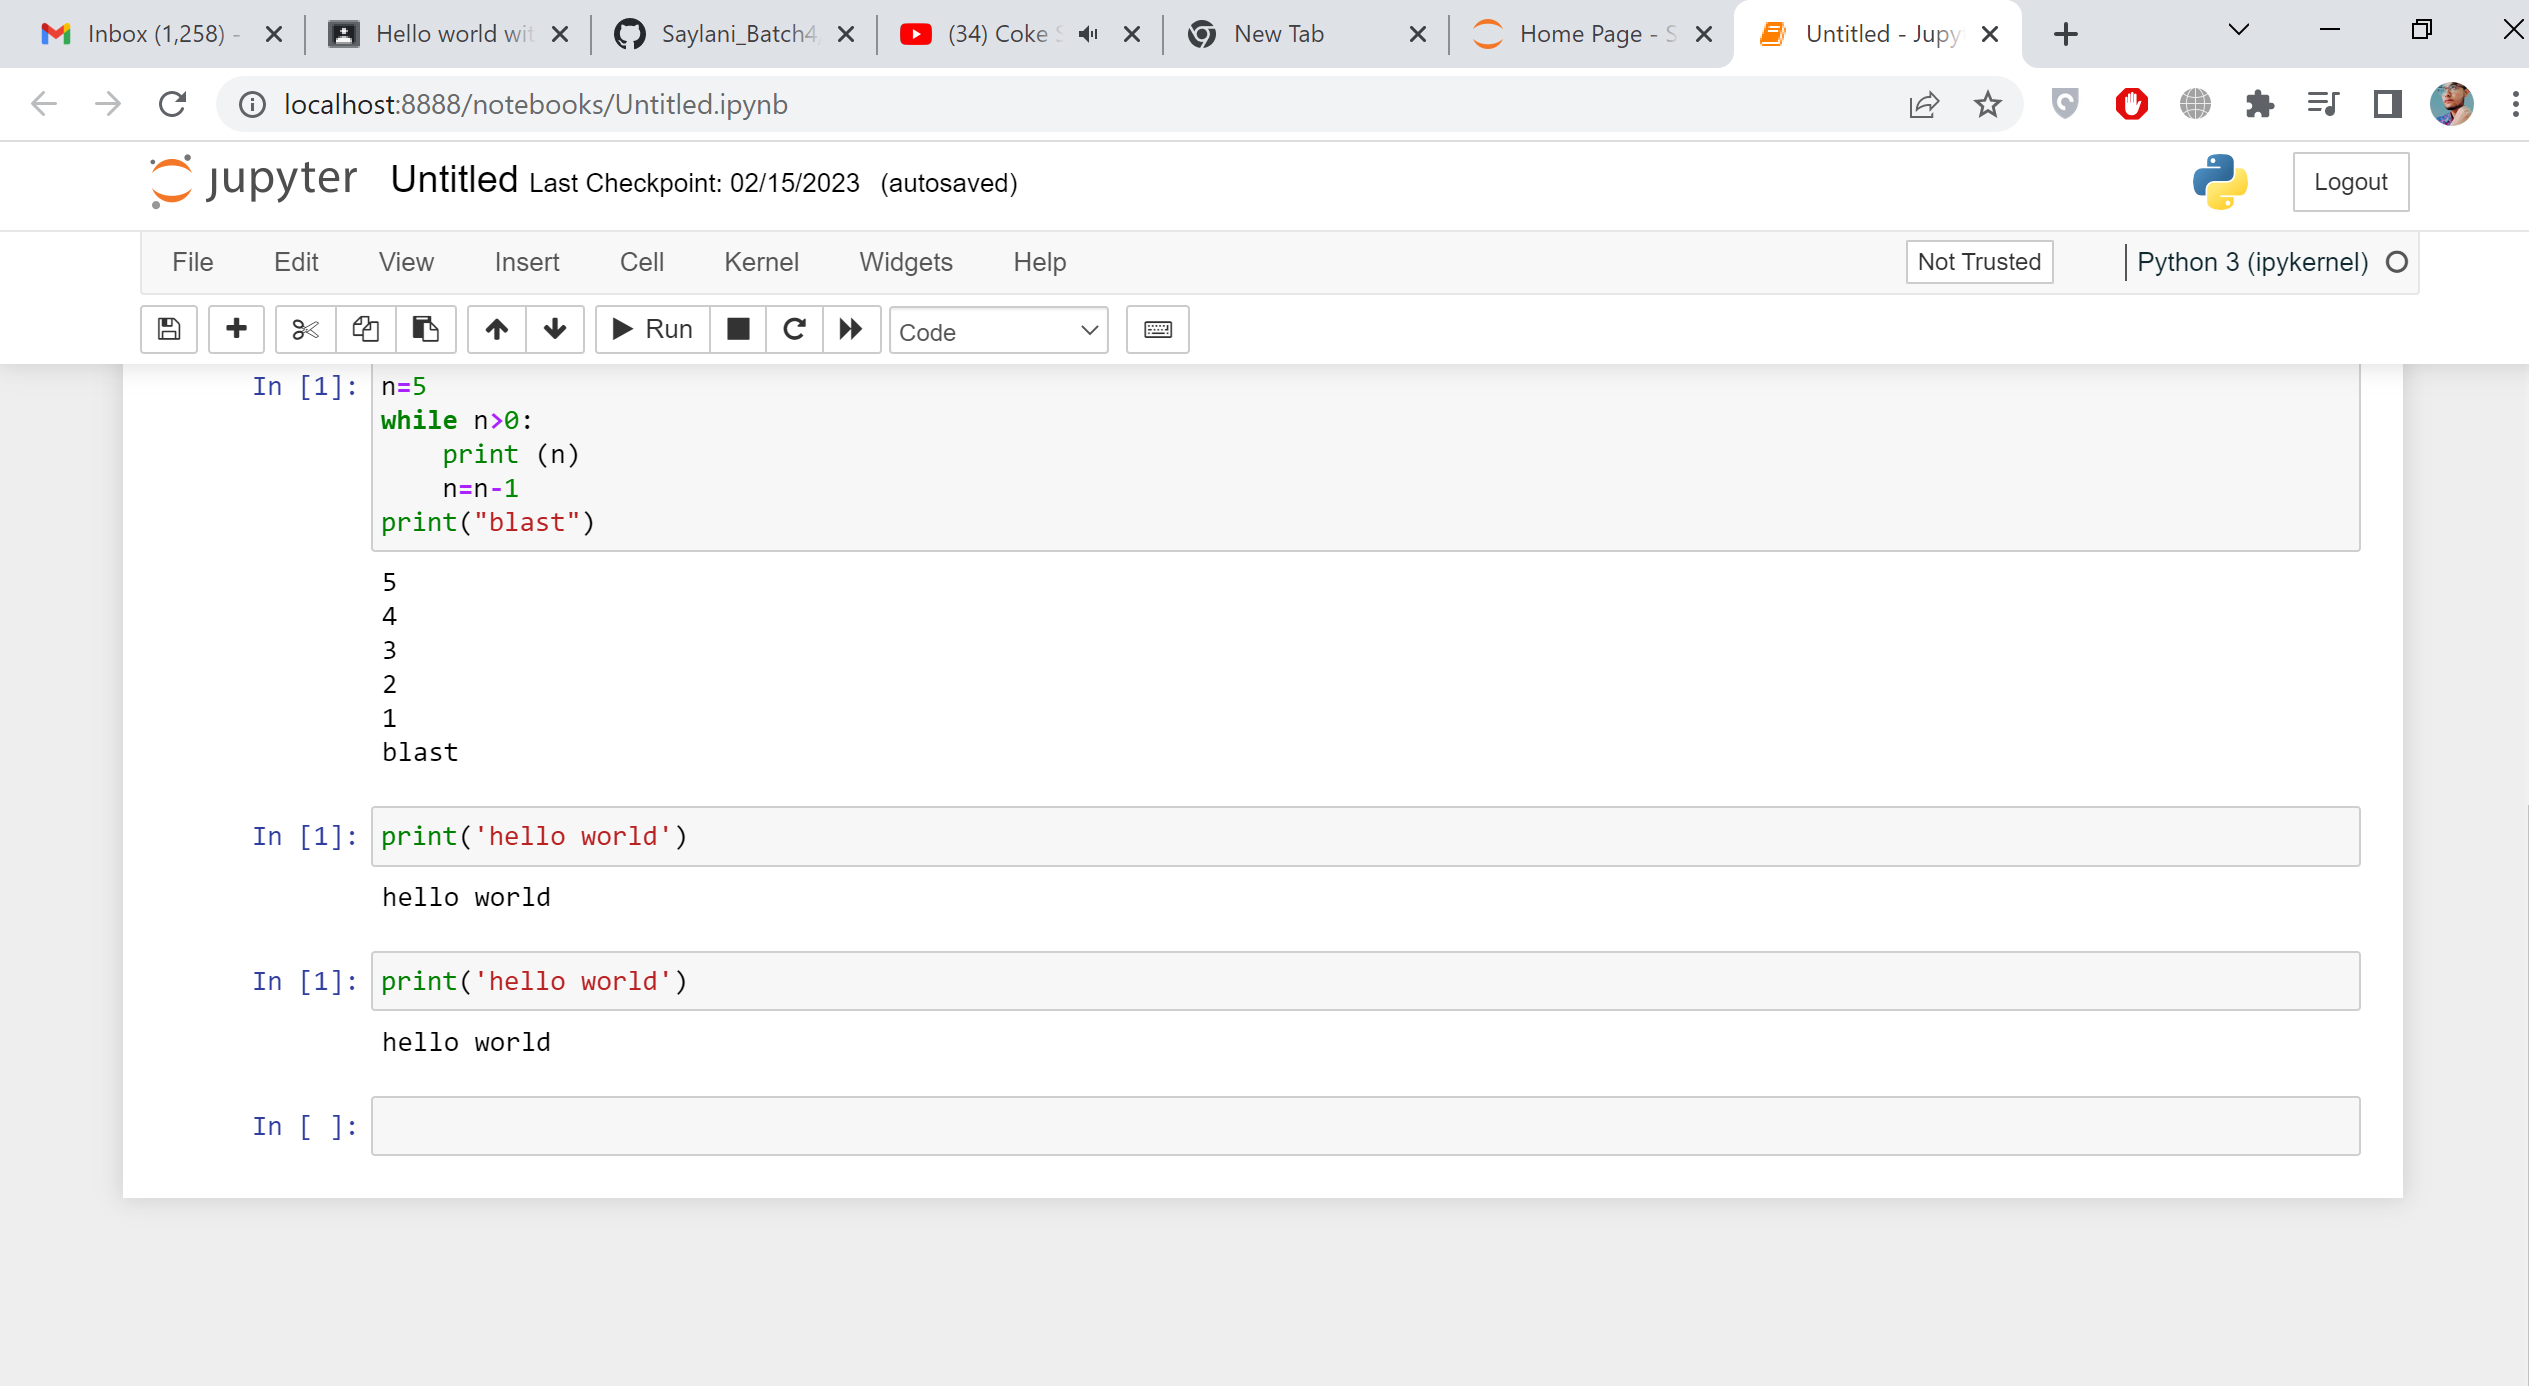 Inbox (1,258) -
Hello world wit
Saylani_Batch4
(34) Coke S
New Tab
Home Page - S
Untitled - Jupy
localhost:8888/notebooks/Untitled.ipynb
jupyter Untitled Last Checkpoint: 02/15/2023 (autosaved)
Logout
File Edit View Insert Cell Kernel Widgets Help
Not Trusted
Python 3 (ipykernel)
Run
Code
In [1]: n=5
while n>0:
    print (n)
    n=n-1
print("blast")
5
4
3
2
1
blast
In [1]: print('hello world')
hello world
In [1]: print('hello world')
hello world
In [ ]: